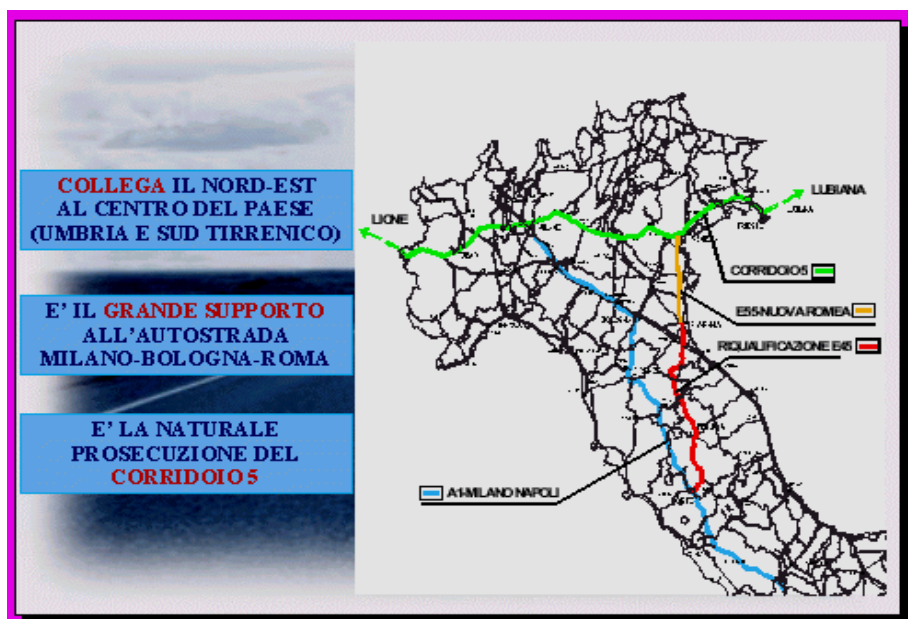 COLLEGA IL NORD-EST
AL CENTRO DEL PAESE
(UMBRIA E SUD TIRRENICO)
E' IL GRANDE SUPPORTO
ALL'AUTOSTRADA
MILANO-BOLOGNA-ROMA
E' LA NATURALE
PROSECUZIONE DEL
CORRIDOIO 5
LUBIANA
LIONE
CORRIDOIO 5
E55-NUOVA ROMEA
RIQUALIFICAZIONE E45
A1-MILANO NAPOLI